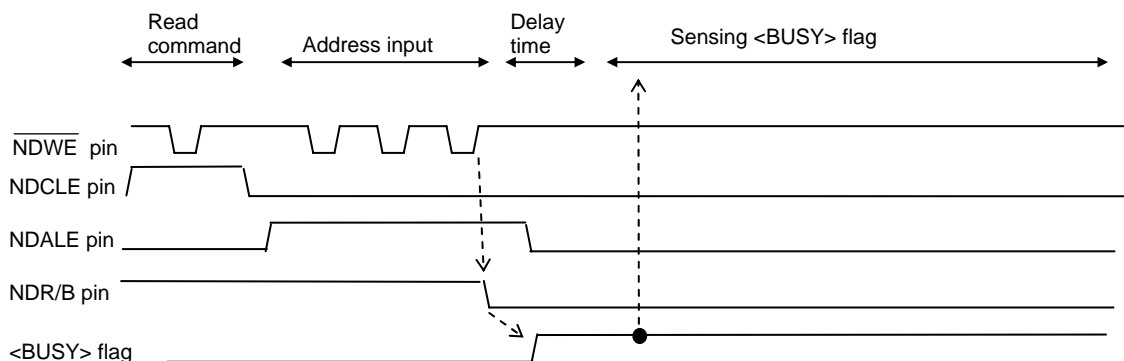 Read
command
Address input
Delay
time
Sensing <BUSY> flag
NDWE pin
NDCLE pin
NDALE pin
NDR/B pin
<BUSY> flag